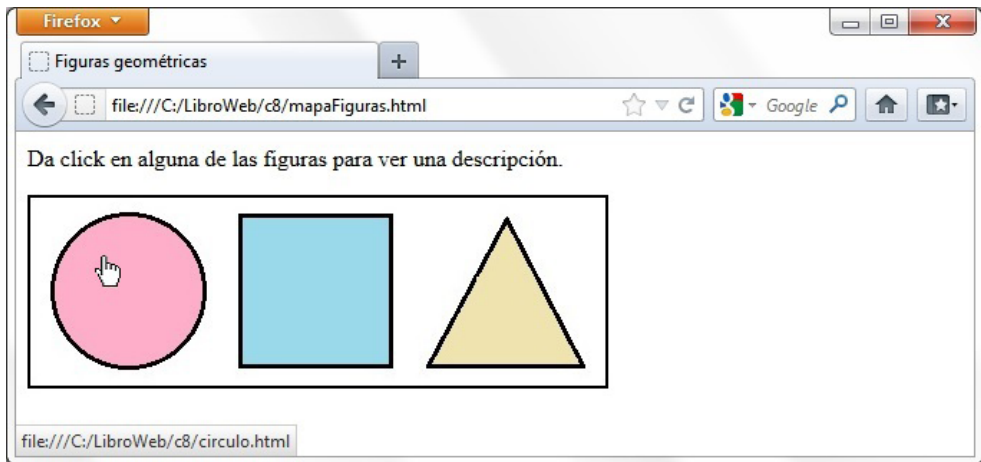 Firefox
Figuras geométricas
file:///C:/LibroWeb/c8/mapaFiguras.html
Google
Da click en alguna de las figuras para ver una descripción.
file:///C:/LibroWeb/c8/circulo.html